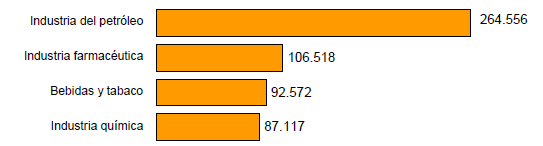 Industria del petróleo 264.556
Industria farmacéutica 106.518
Bebidas y tabaco 92.572
Industria química 87.117